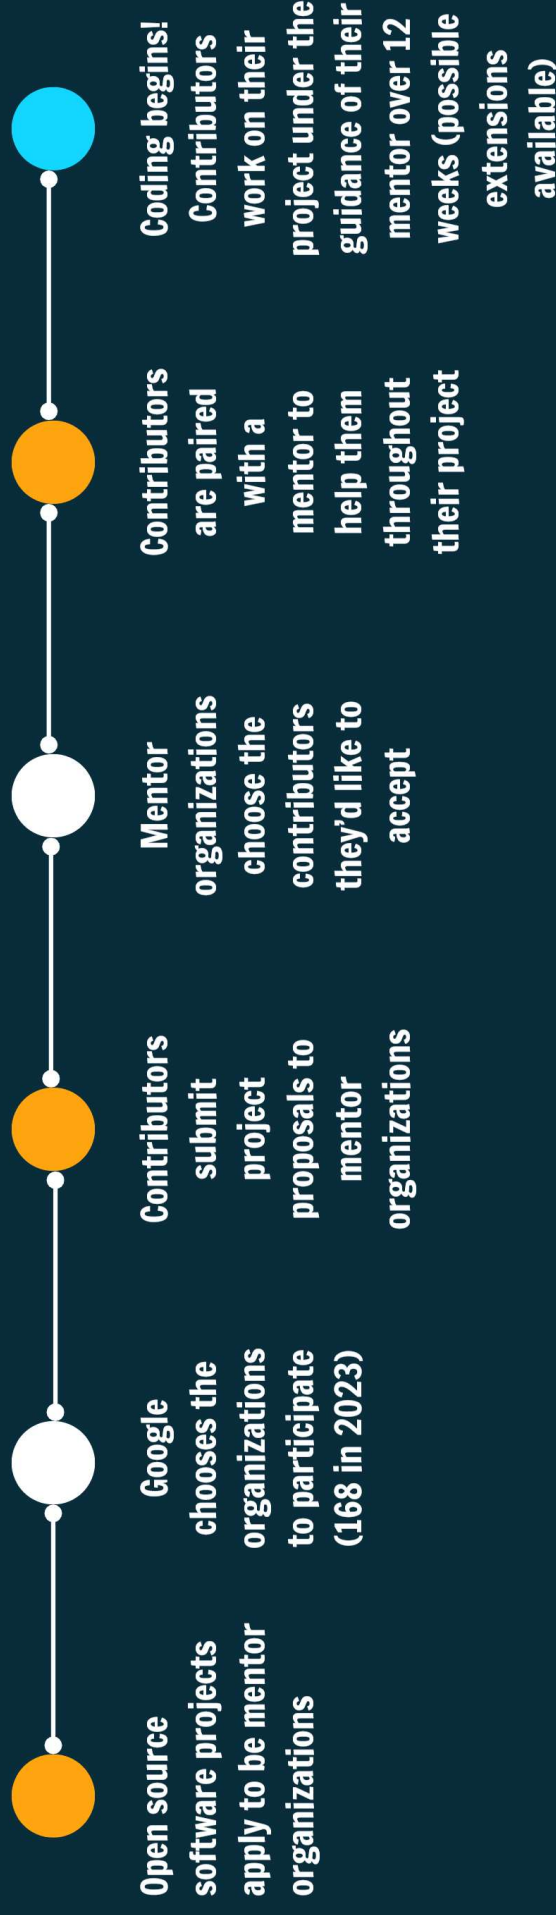 Open source
software projects
apply to be mentor
organizations
Google
chooses the
organizations
to participate
(168 in 2023)
Contributors
submit
project
proposals to
mentor
organizations
Mentor
organizations
choose the
contributors
they'd like to
accept
Contributors
are paired
with a
mentor to
help them
throughout
their project
Coding begins!
Contributors
work on their
project under the
guidance of their
mentor over 12
weeks (possible
extensions
available)